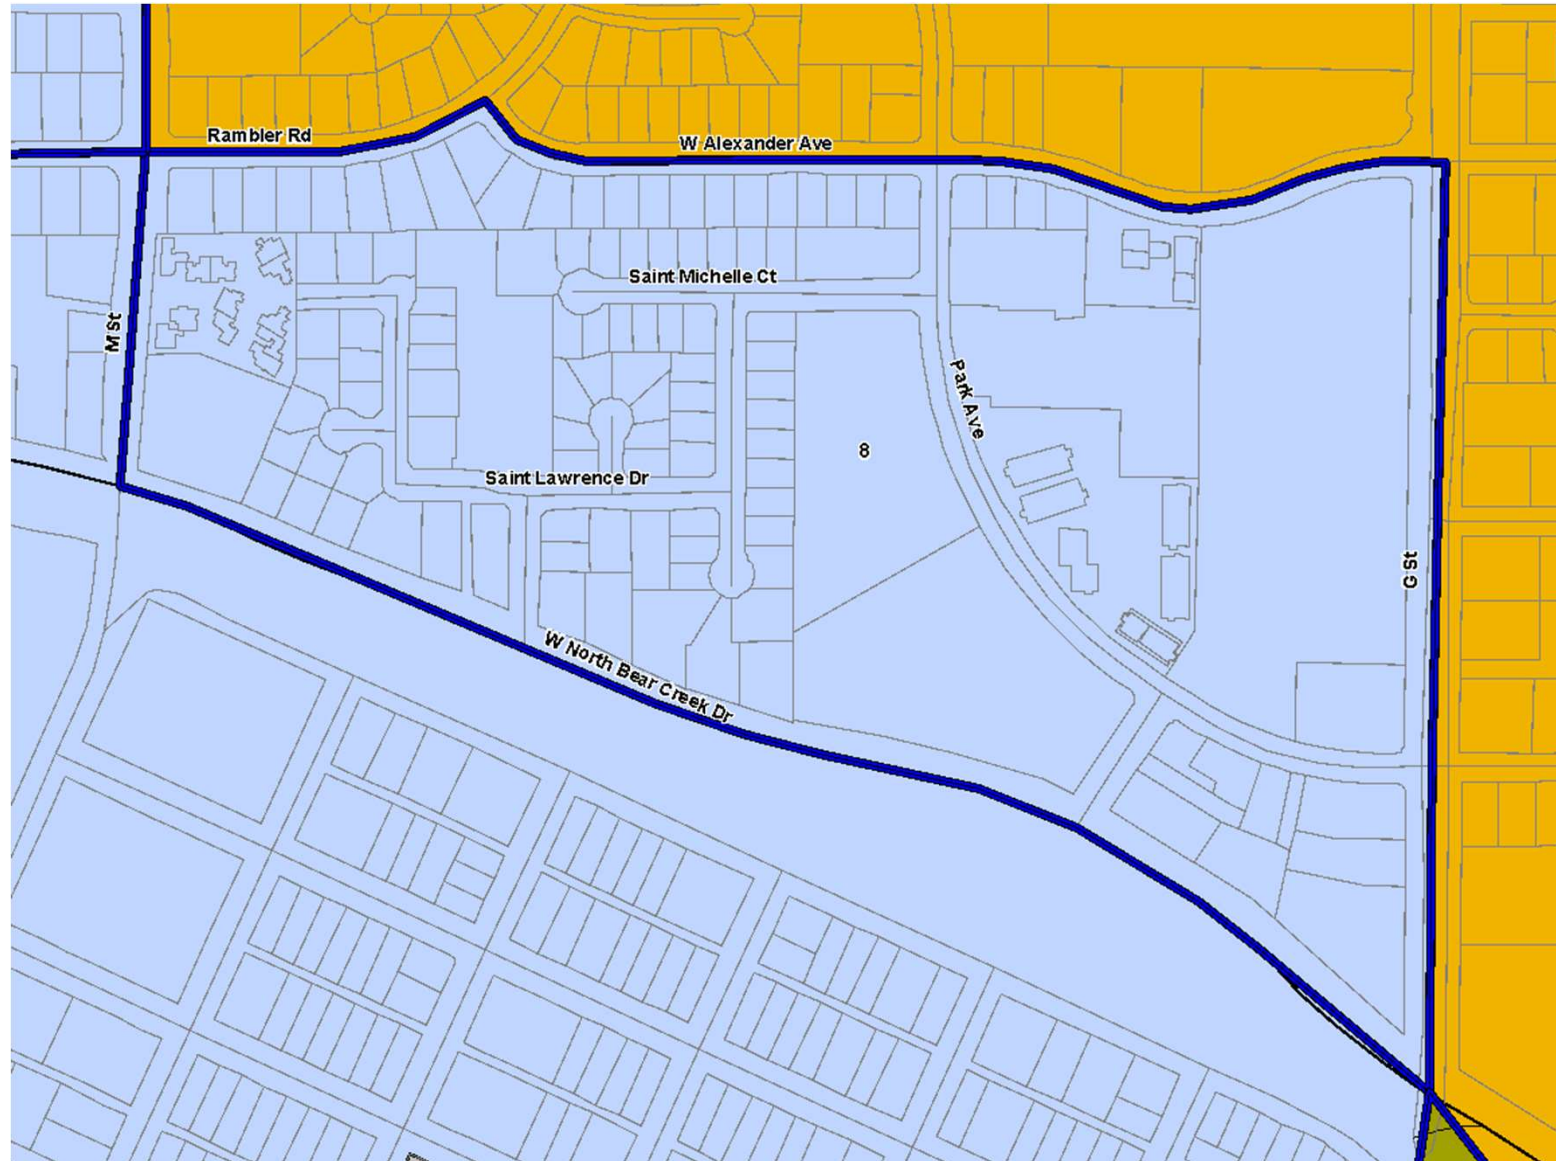 Rambler Rd
W Alexander Ave
Saint Michelle Ct
M St
Park Ave
8
Saint Lawrence Dr
G St
W North Bear Creek Dr